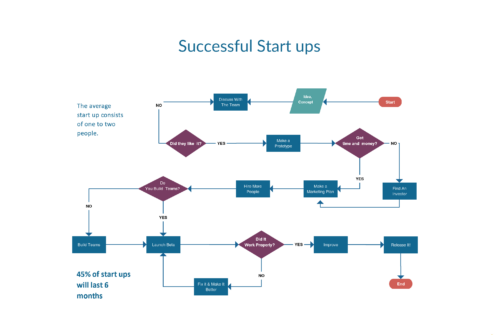 Successful Start ups
The average
start up consists
of one to two
people.
NO
Discuss With
The Team
Idea
Concept
Start
Did they like it?
YES
Make a
Prototype
Got
time and money?
NO
YES
Find An
Investor
Do
You Build Teams?
Hire More
People
Make a
Marketing Plan
NO
YES
Build Teams
Launch Beta
Did It
Work Properly?
YES
Improve
Release It!
NO
Fix it & Make It
Better
End
45% of start ups
will last 6
months